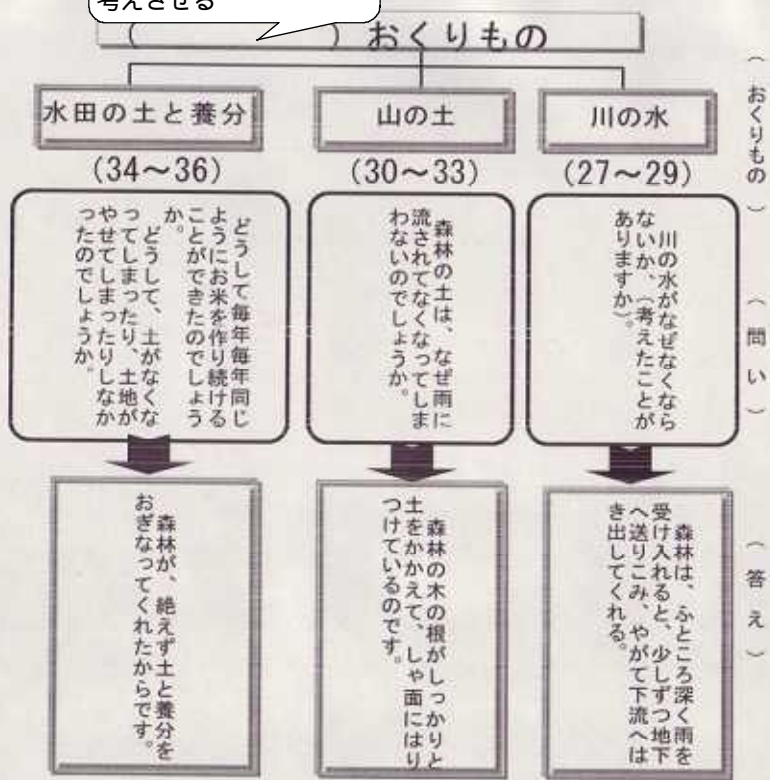 考えさせる
(　　　　　)おくりもの
(おくりもの)
(問い)
(答え)
川の水
(27～29)
川の水がなぜなくなら
ないか、(考えたことが
ありますか)。
森林は、ふところ深く雨を
受け入れると、少しずつ地下
へ送りこみ、やがて下流へは
き出してくれる。
山の土
(30～33)
森林の土は、なぜ雨に
流されてなくなってしま
わないのでしょうか。
森林の木の根がしっかりと
土をかかえて、しゃ面にはり
つけているのです。
水田の土と養分
(34～36)
どうして毎年毎年同じ
ようにお米を作り続ける
ことができたのでしょう
か。
どうして、土がなくな
ってしまったり、土地が
やせてしまったりしなか
ったのでしょうか。
森林が、絶えず土と養分を
おぎなってくれたからです。